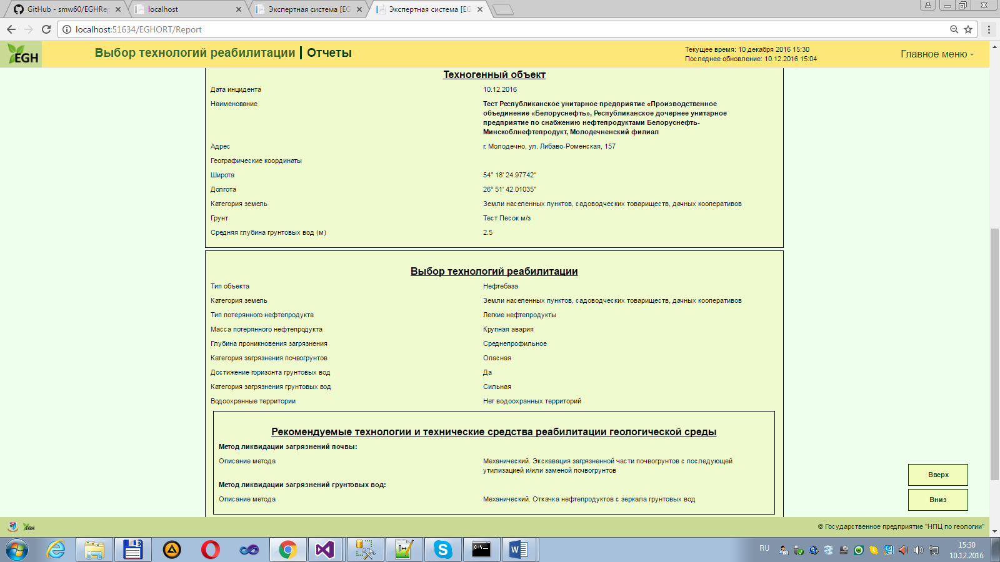 GitHub - smw60/EGHRep
localhost
Экспертная система [EG
Экспертная система [EG
localhost:51634/EGHORT/Report
EGH
Выбор технологий реабилитации | Отчеты
Текущее время: 10 декабря 2016 15:30
Последнее обновление: 10.12.2016 15:04
Главное меню
Техногенный объект
Дата инцидента 10.12.2016
Наименование Тест Республиканское унитарное предприятие «Производственное
объединение «Белоруснефть», Республиканское дочернее унитарное
предприятие по снабжению нефтепродуктами Белоруснефть-
Минскоблнефтепродукт, Молодечненский филиал
Адрес г. Молодечно, ул. Либаво-Роменская, 157
Географические координаты
Широта 54° 18' 24.97742"
Долгота 26° 51' 42.01035"
Категория земель Земли населенных пунктов, садоводческих товариществ, дачных кооперативов
Грунт Тест Песок м/з
Средняя глубина грунтовых вод (м) 2.5
Выбор технологий реабилитации
Тип объекта Нефтебаза
Категория земель Земли населенных пунктов, садоводческих товариществ, дачных кооперативов
Тип потерянного нефтепродукта Легкие нефтепродукты
Масса потерянного нефтепродукта Крупная авария
Глубина проникновения загрязнения Среднепрофильное
Категория загрязнения почвогрунтов Опасная
Достижение горизонта грунтовых вод Да
Категория загрязнения грунтовых вод Сильная
Водоохранные территории Нет водоохранных территорий
Рекомендуемые технологии и технические средства реабилитации геологической среды
Метод ликвидации загрязнений почвы:
Описание метода Механический. Экскавация загрязненной части почвогрунтов с последующей
утилизацией и/или заменой почвогрунтов
Метод ликвидации загрязнений грунтовых вод:
Описание метода Механический. Откачка нефтепродуктов с зеркала грунтовых вод
Вверх
Вниз
EGH
© Государственное предприятие "НПЦ по геологии"
RU
15:30
10.12.2016